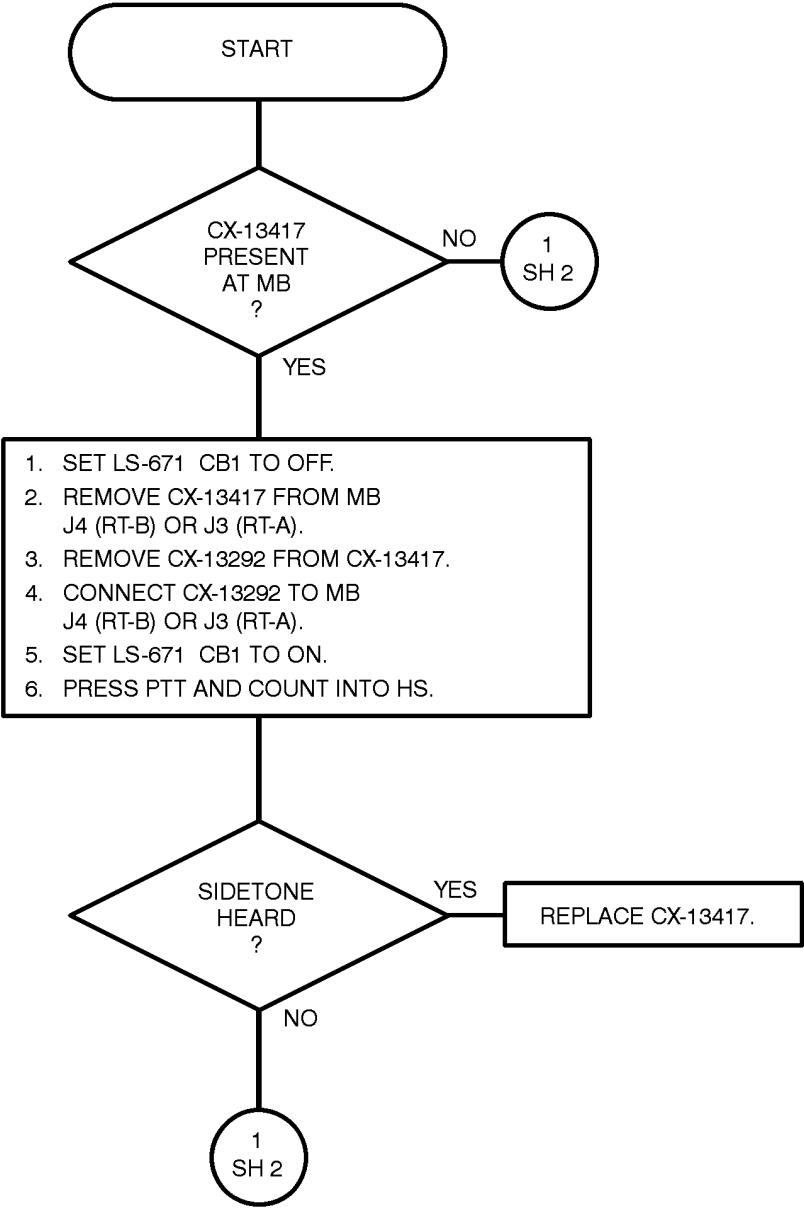 START
CX-13417
PRESENT
AT MB
?
NO
1
SH 2
YES
1. SET LS-671 CB1 TO OFF.
2. REMOVE CX-13417 FROM MB
J4 (RT-B) OR J3 (RT-A).
3. REMOVE CX-13292 FROM CX-13417.
4. CONNECT CX-13292 TO MB
J4 (RT-B) OR J3 (RT-A).
5. SET LS-671 CB1 TO ON.
6. PRESS PTT AND COUNT INTO HS.
SIDETONE
HEARD
?
YES
REPLACE CX-13417.
NO
1
SH 2